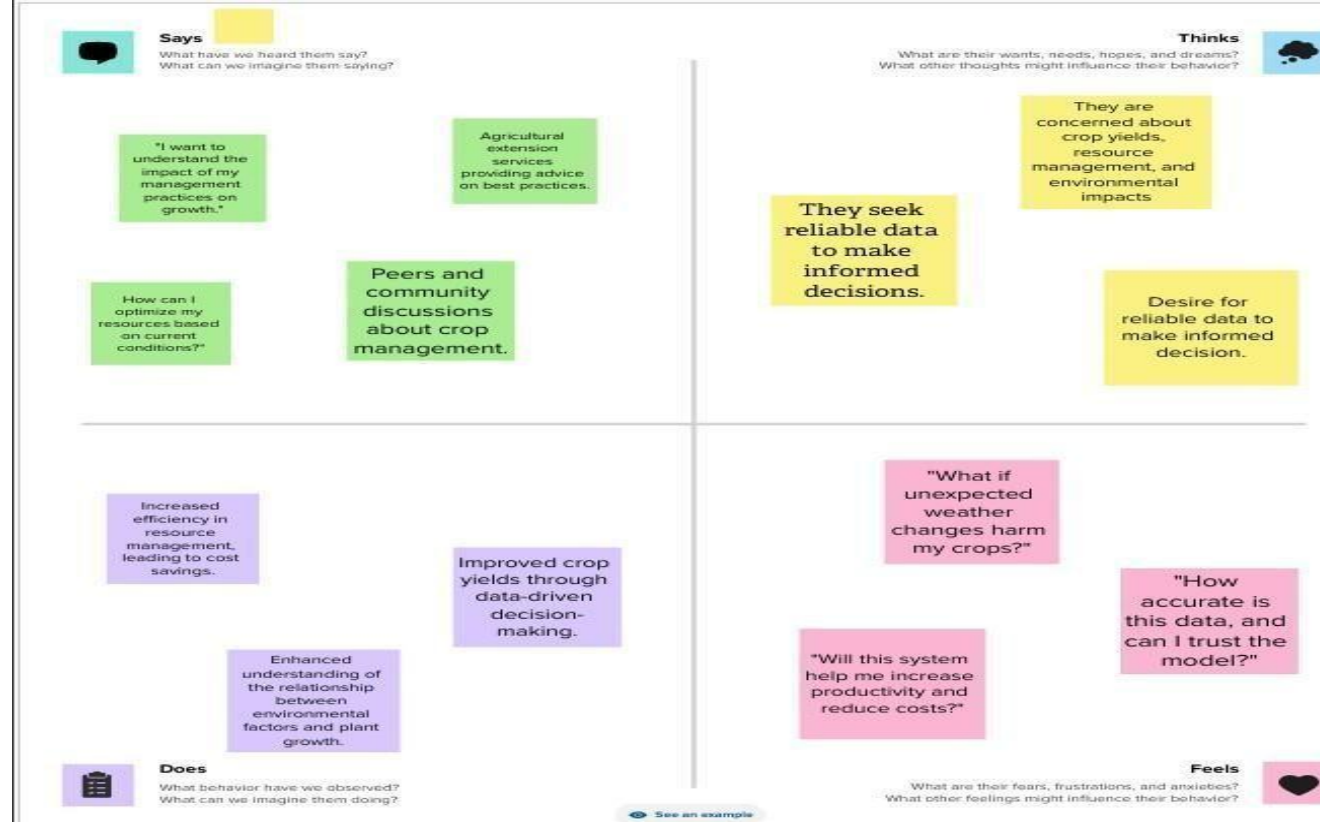 Says
What have we heard them say?
What can we imagine them saying?
Thinks
What are their wants, needs, hopes, and dreams?
What other thoughts might influence their behavior?
"I want to
understand the
impact of my
management
practices on
growth."
Agricultural
extension
services
providing advice
on best practices.
How can I
optimize my
resources based
on current
conditions?"
Peers and
community
discussions
about crop
management.
They are
concerned about
crop yields,
resource
management, and
environmental
impacts
They seek
reliable data
to make
informed
decisions.
Desire for
reliable data to
make informed
decision.
Increased
efficiency in
resource
management,
leading to cost
savings.
Improved crop
yields through
data-driven
decision-
making.
Enhanced
understanding of
the relationship
between
environmental
factors and plant
growth.
"What if
unexpected
weather
changes harm
my crops?"
"How
accurate is
this data, and
can I trust the
model?"
"Will this system
help me increase
productivity and
reduce costs?"
Does
What behavior have we observed?
What can we imagine them doing?
Feels
What are their fears, frustrations, and anxieties?
What other feelings might influence their behavior?
See an example